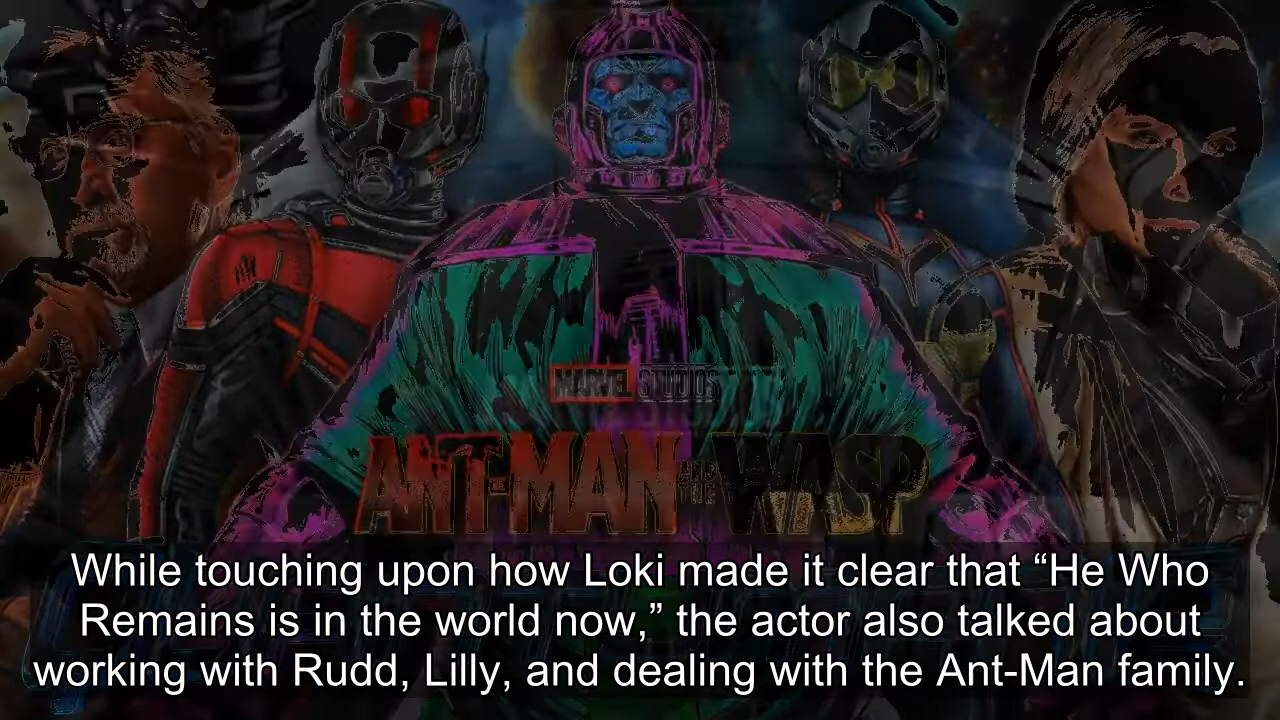 MARVEL STUDIOS
ANT-MAN AND THE WASP
While touching upon how Loki made it clear that “He Who
Remains is in the world now,” the actor also talked about
working with Rudd, Lilly, and dealing with the Ant-Man family.